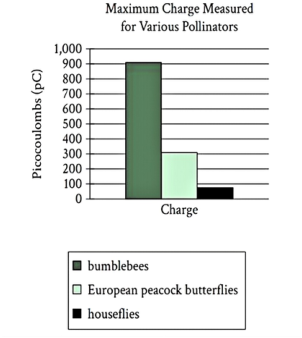 Maximum Charge Measured
for Various Pollinators
Picocoulombs (pC)
1,000
900
800
700
600
500
400
300
200
100
0
Charge
bumblebees
European peacock butterflies
houseflies